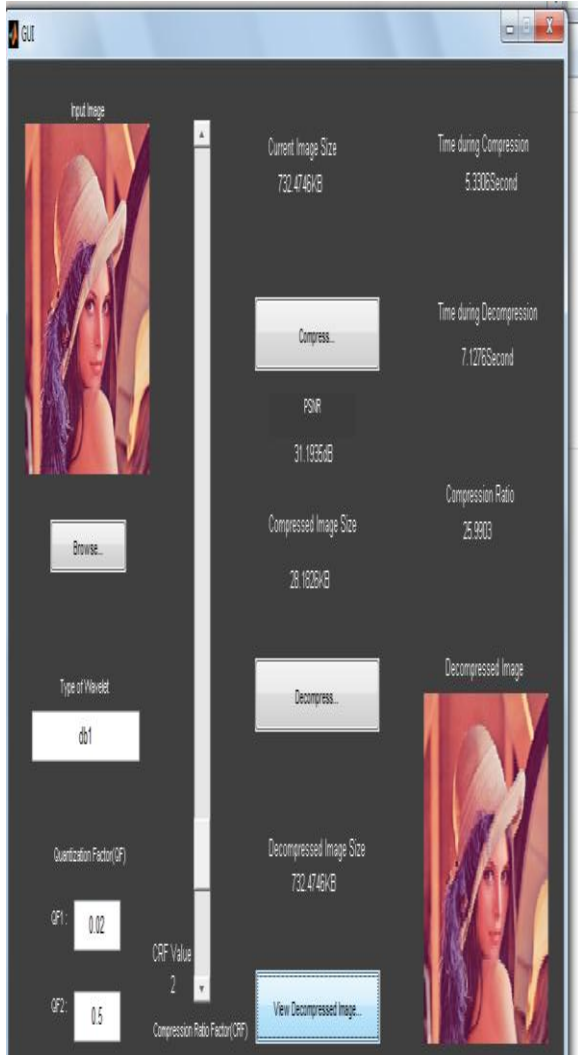 GUI
Input Image
Browse...
Type of Wavelet
db1
Quantization Factor(QF)
QF1 :
0.02
QF2 :
0.5
CRF Value
2
Compression Ratio Factor(CRF)
Current Image Size
732.4746KB
Compress...
PSNR
31.1935dB
Compressed Image Size
28.1826KB
Decompress...
Decompressed Image Size
732.4746KB
View Decompressed Image...
Time during Compression
5.3306Second
Time during Decompression
7.1276Second
Compression Ratio
25.9903
Decompressed Image